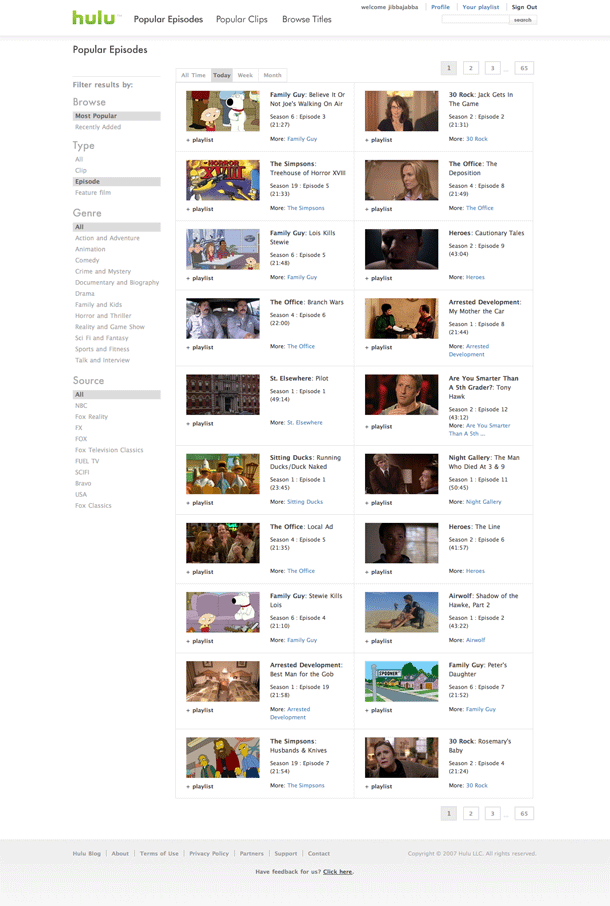 welcome jibbajabba | Profile | Your playlist | Sign Out
hulu Popular Episodes Popular Clips Browse Titles
search
Popular Episodes
1 2 3 ... 65
All Time Today Week Month
Filter results by:
Browse
Most Popular
Recently Added
Type
All
Clip
Episode
Feature film
Genre
All
Action and Adventure
Animation
Comedy
Crime and Mystery
Documentary and Biography
Drama
Family and Kids
Horror and Thriller
Reality and Game Show
Sci Fi and Fantasy
Sports and Fitness
Talk and Interview
Source
All
NBC
Fox Reality
FX
FOX
Fox Television Classics
FUEL TV
SCIFI
Bravo
USA
Fox Classics
Family Guy: Believe It Or
Not Joe's Walking On Air
Season 6 : Episode 3
(21:27)
+ playlist
More: Family Guy
30 Rock: Jack Gets In
The Game
Season 2 : Episode 2
(21:31)
+ playlist
More: 30 Rock
HORROR
XVIII
The Simpsons:
Treehouse of Horror XVIII
Season 19 : Episode 5
(21:33)
+ playlist
More: The Simpsons
The Office: The
Deposition
Season 4 : Episode 8
(21:49)
+ playlist
More: The Office
Family Guy: Lois Kills
Stewie
Season 6 : Episode 5
(21:48)
+ playlist
More: Family Guy
Heroes: Cautionary Tales
Season 2 : Episode 9
(43:04)
+ playlist
More: Heroes
The Office: Branch Wars
Season 4 : Episode 6
(22:00)
+ playlist
More: The Office
Arrested Development:
My Mother the Car
Season 1 : Episode 8
(21:44)
+ playlist
More: Arrested
Development
St. Elsewhere: Pilot
Season 1 : Episode 1
(49:14)
+ playlist
More: St. Elsewhere
Are You Smarter Than
A 5th Grader?: Tony
Hawk
Season 2 : Episode 12
(43:12)
+ playlist
More: Are You Smarter
Than A 5th ...
Sitting Ducks: Running
Ducks/Duck Naked
Season 1 : Episode 1
(23:45)
+ playlist
More: Sitting Ducks
Night Gallery: The Man
Who Died At 3 & 9
Season 1 : Episode 11
(50:45)
+ playlist
More: Night Gallery
The Office: Local Ad
Season 4 : Episode 5
(21:35)
+ playlist
More: The Office
Heroes: The Line
Season 2 : Episode 6
(41:57)
+ playlist
More: Heroes
Family Guy: Stewie Kills
Lois
Season 6 : Episode 4
(21:10)
+ playlist
More: Family Guy
Airwolf: Shadow of the
Hawke, Part 2
Season 1 : Episode 2
(43:22)
+ playlist
More: Airwolf
Arrested Development:
Best Man for the Gob
Season 1 : Episode 19
(21:58)
+ playlist
More: Arrested
Development
SPOONER
Family Guy: Peter's
Daughter
Season 6 : Episode 7
(21:52)
+ playlist
More: Family Guy
The Simpsons:
Husbands & Knives
Season 19 : Episode 7
(21:54)
+ playlist
More: The Simpsons
30 Rock: Rosemary's
Baby
Season 2 : Episode 4
(21:24)
+ playlist
More: 30 Rock
1 2 3 ... 65
Hulu Blog | About | Terms of Use | Privacy Policy | Partners | Support | Contact
Copyright © 2007 Hulu LLC. All rights reserved.
Have feedback for us? Click here.